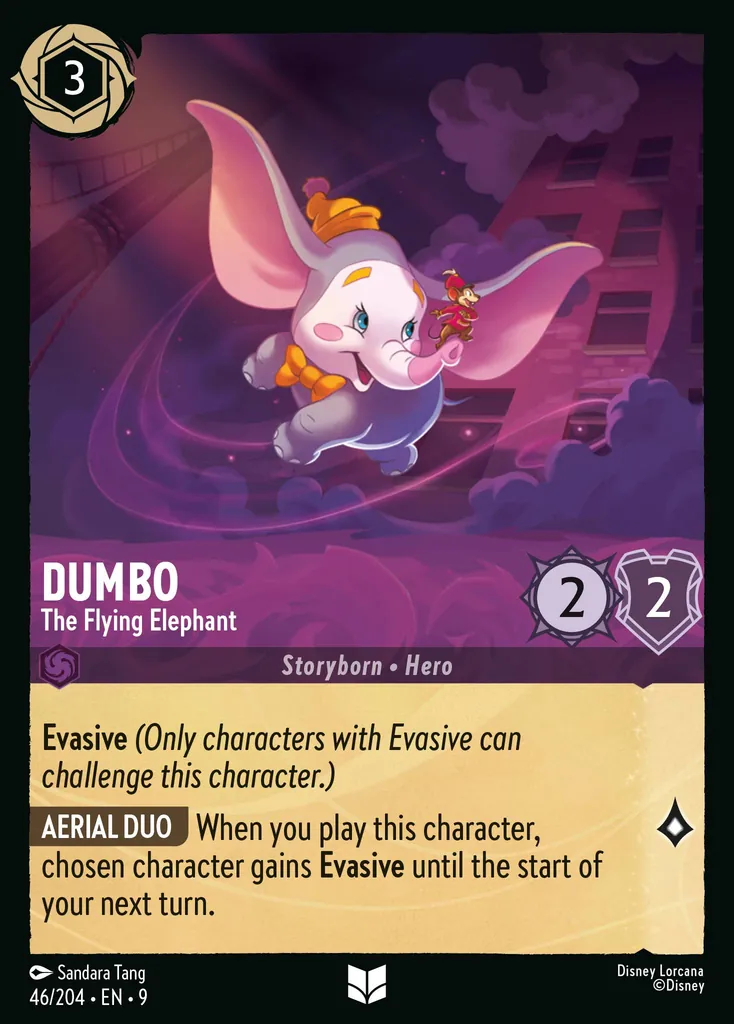 3
DUMBO
The Flying Elephant
2
2
Storyborn • Hero
Evasive (Only characters with Evasive can
challenge this character.)
AERIAL DUO When you play this character,
chosen character gains Evasive until the start of
your next turn.
Sandara Tang
46/204 • EN • 9
Disney Lorcana
©Disney